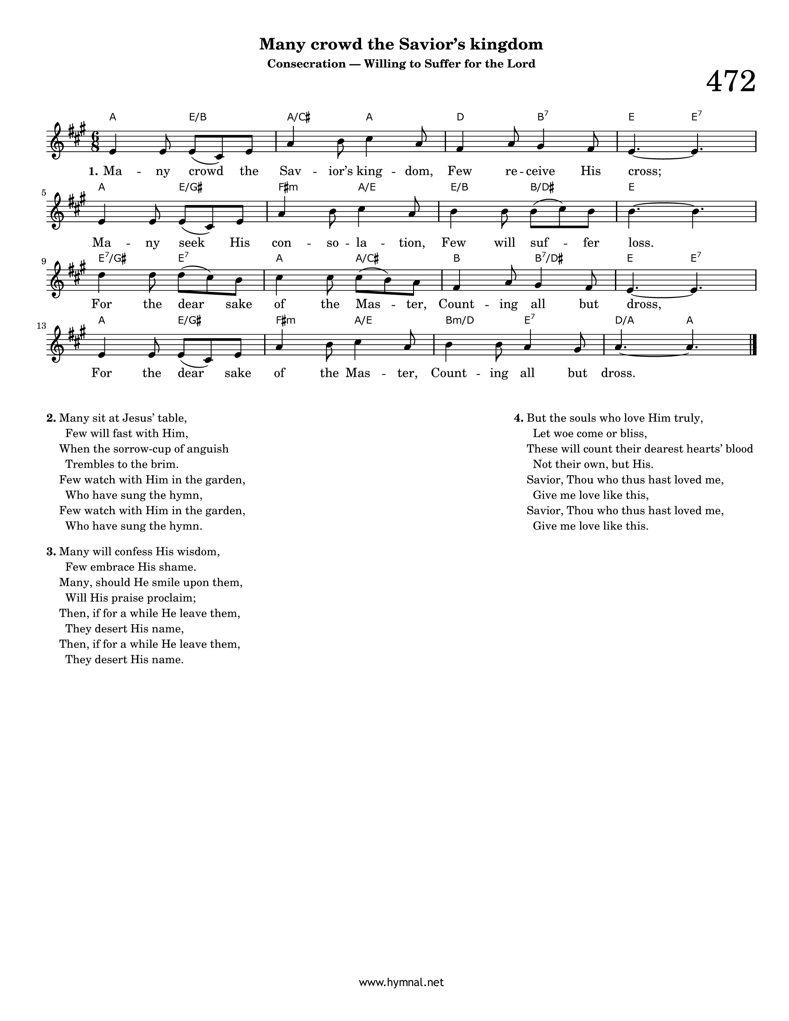 Many crowd the Savior's kingdom
Consecration — Willing to Suffer for the Lord
472
A E/B A/C♯ A D B7 E E7
1. Ma - ny crowd the Sav - ior's king - dom, Few re - ceive His cross;
5 A E/G♯ F♯m A/E E/B B/D♯ E
Ma - ny seek His con - so - la - tion, Few will suf - fer loss.
9 E7/G♯ E7 A A/C♯ B B7/D♯ E E7
For the dear sake of the Mas - ter, Count - ing all but dross,
13 A E/G♯ F♯m A/E Bm/D E7 D/A A
For the dear sake of the Mas - ter, Count - ing all but dross.
2. Many sit at Jesus' table,
Few will fast with Him,
When the sorrow-cup of anguish
Trembles to the brim.
Few watch with Him in the garden,
Who have sung the hymn,
Few watch with Him in the garden,
Who have sung the hymn.
3. Many will confess His wisdom,
Few embrace His shame.
Many, should He smile upon them,
Will His praise proclaim;
Then, if for a while He leave them,
They desert His name,
Then, if for a while He leave them,
They desert His name.
4. But the souls who love Him truly,
Let woe come or bliss,
These will count their dearest hearts' blood
Not their own, but His.
Savior, Thou who thus hast loved me,
Give me love like this,
Savior, Thou who thus hast loved me,
Give me love like this.
www.hymnal.net